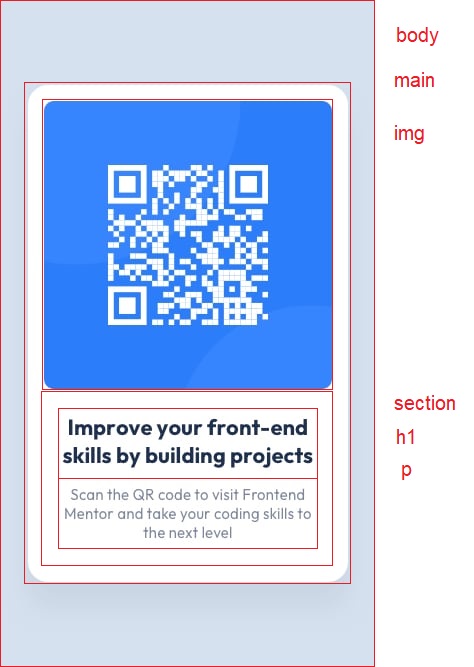 body
main
img
section
Improve your front-end
h1
skills by building projects
p
Scan the QR code to visit Frontend
Mentor and take your coding skills to
the next level